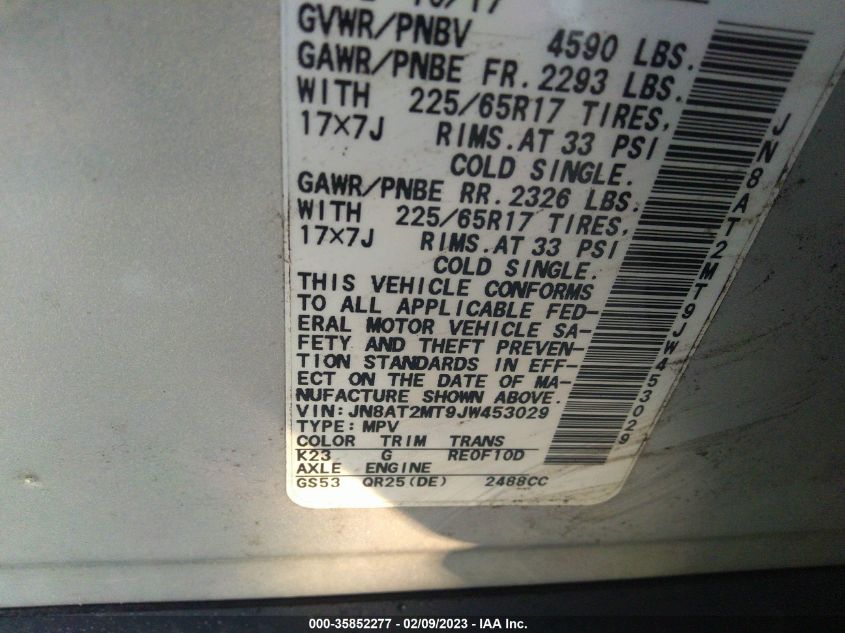 10/17
GVWR/PNBV 4590 LBS.
GAWR/PNBE FR. 2293 LBS.
WITH 225/65R17 TIRES,
17×7J RIMS. AT 33 PSI
COLD SINGLE.
GAWR/PNBE RR. 2326 LBS.
WITH 225/65R17 TIRES,
17×7J RIMS. AT 33 PSI
COLD SINGLE.
THIS VEHICLE CONFORMS
TO ALL APPLICABLE FED-
ERAL MOTOR VEHICLE SA-
FETY AND THEFT PREVEN-
TION STANDARDS IN EFF-
ECT ON THE DATE OF MA-
NUFACTURE SHOWN ABOVE.
VIN:JN8AT2MT9JW453029
TYPE:MPV
COLOR TRIM TRANS
K23 G RE0F10D
AXLE ENGINE
GS53 QR25(DE) 2488CC
JN8AT2MT9JW453029
000-35852277 - 02/09/2023 - IAA Inc.